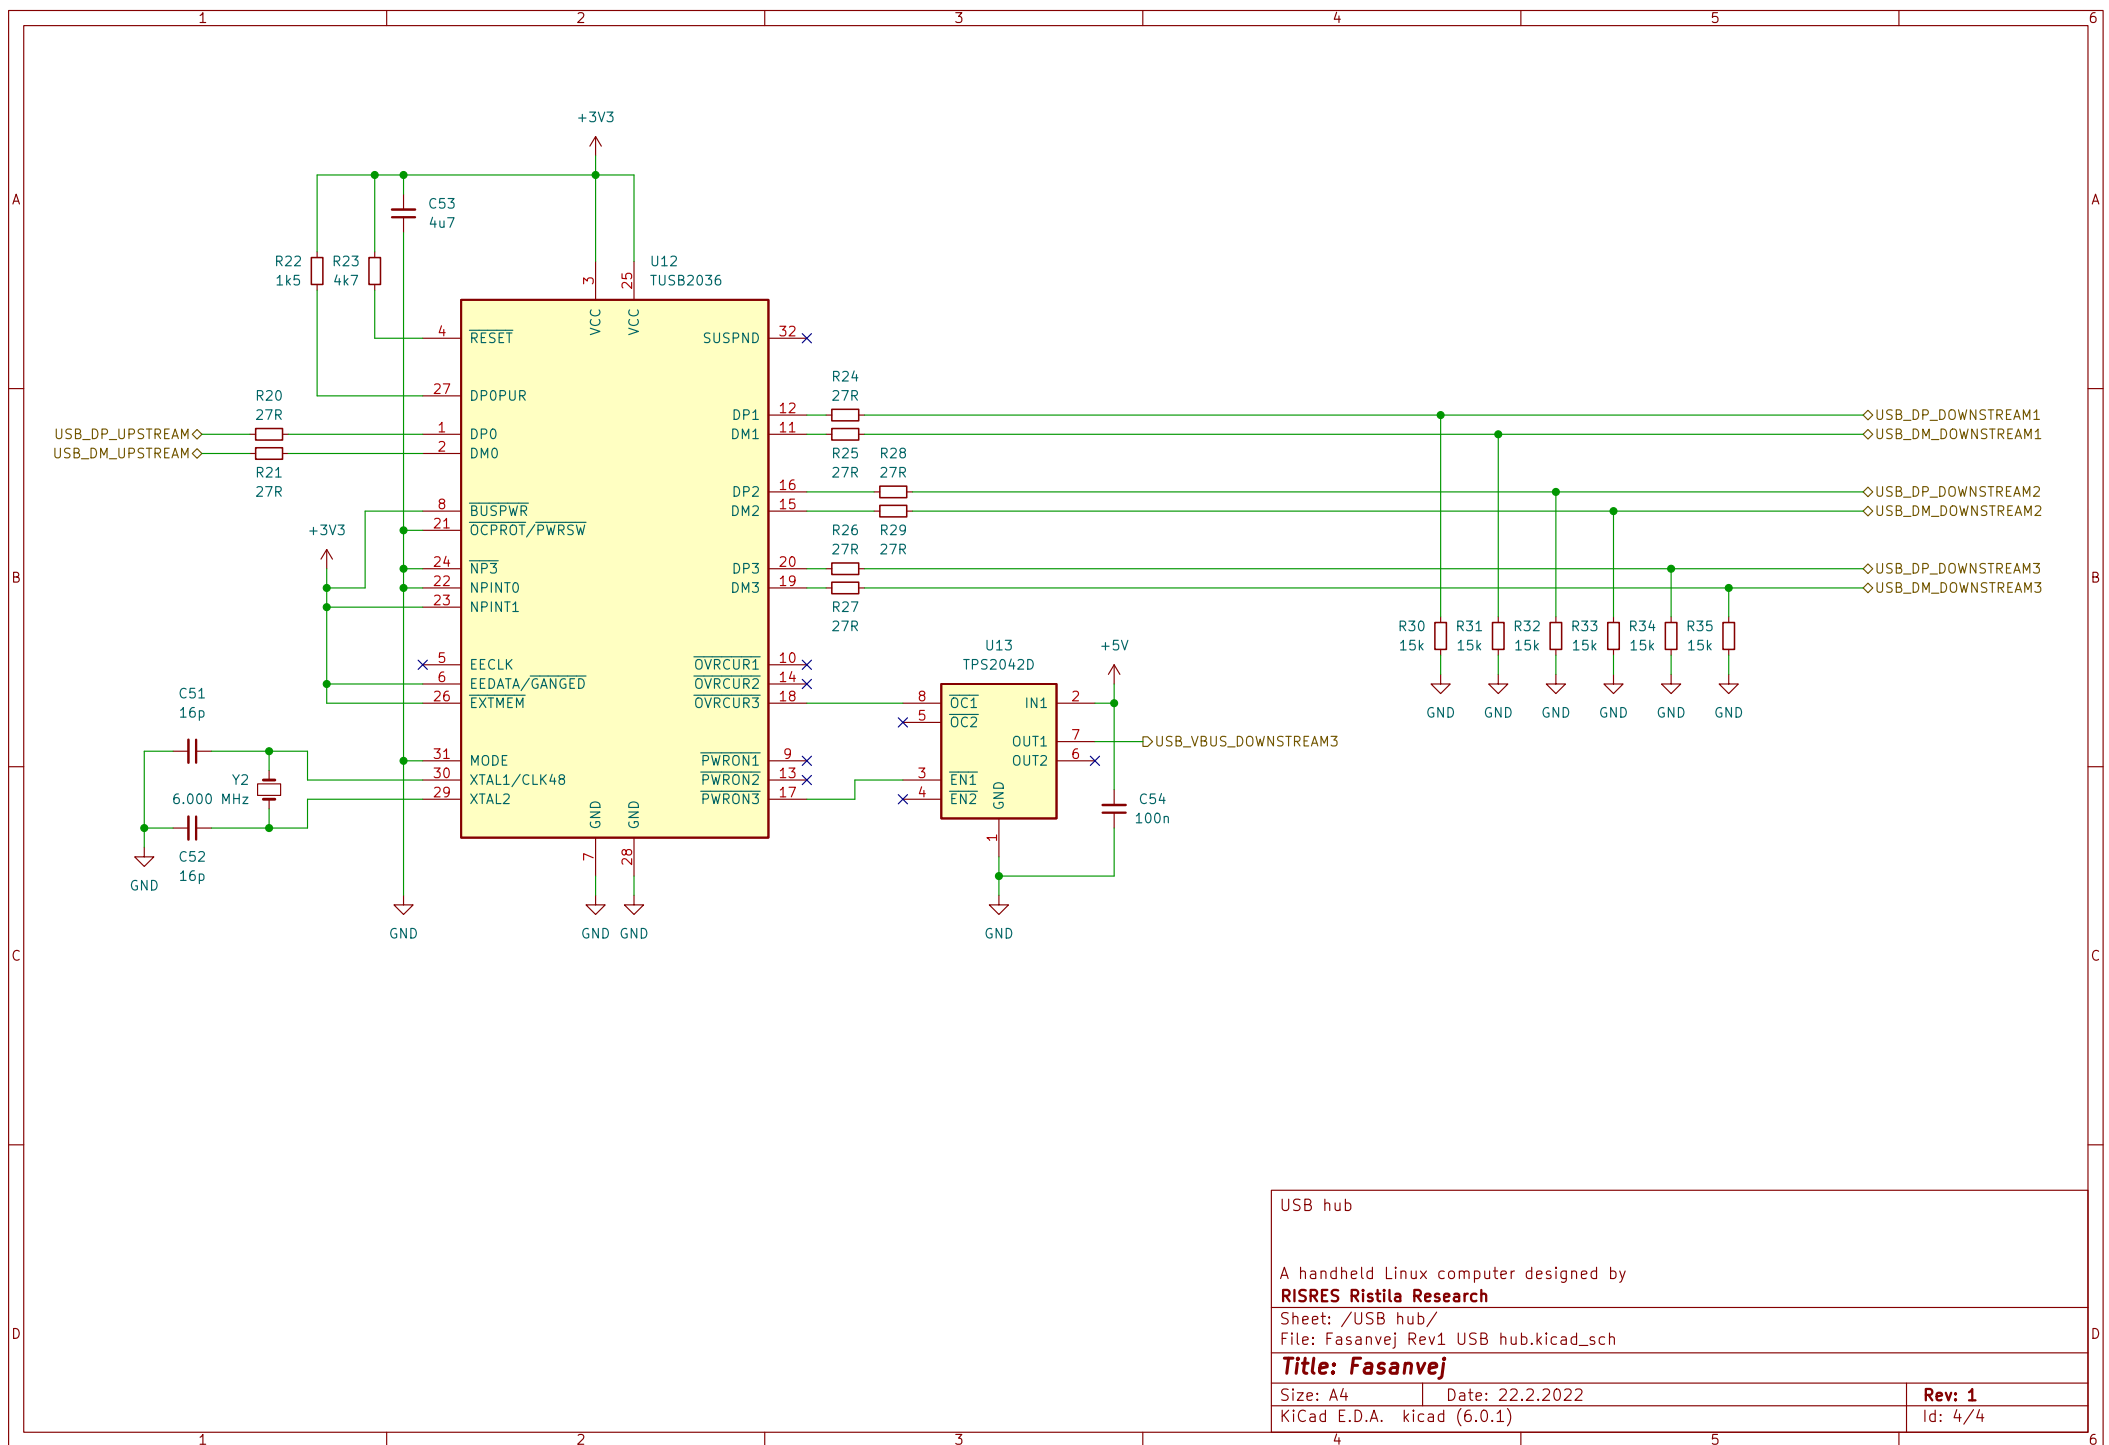 1 2 3 4 5 6
A A
B B
C C
D D
+3V3
C53
4u7
R22 R23
1k5 4k7
U12
TUSB2036
3 25
VCC VCC
4 RESET
SUSPND 32
27 DP0PUR
R20
27R
USB_DP_UPSTREAM 1 DP0
USB_DM_UPSTREAM 2 DM0
R21
27R
R24
27R
DP1 12 USB_DP_DOWNSTREAM1
DM1 11 USB_DM_DOWNSTREAM1
R25 R28
27R 27R
DP2 16 USB_DP_DOWNSTREAM2
DM2 15 USB_DM_DOWNSTREAM2
R26 R29
27R 27R
DP3 20 USB_DP_DOWNSTREAM3
DM3 19 USB_DM_DOWNSTREAM3
R27
27R
8 BUSPWR
21 OCPROT/PWRSW
+3V3
24 NP3
22 NPINT0
23 NPINT1
5 EECLK
6 EEDATA/GANGED
26 EXTMEM
OVRCUR1 10
OVRCUR2 14
OVRCUR3 18
R30 R31 R32 R33 R34 R35
15k 15k 15k 15k 15k 15k
GND GND GND GND GND GND
U13
TPS2042D
+5V
8 OC1 IN1 2
5 OC2
OUT1 7 USB_VBUS_DOWNSTREAM3
OUT2 6
3 EN1
4 EN2
GND
1
C54
100n
GND
C51
16p
Y2
6.000 MHz
C52
16p
GND
31 MODE
30 XTAL1/CLK48
29 XTAL2
PWRON1 9
PWRON2 13
PWRON3 17
GND GND
7 28
GND GND GND
USB hub
A handheld Linux computer designed by
RISRES Ristila Research
Sheet: /USB hub/
File: Fasanvej Rev1 USB hub.kicad_sch
Title: Fasanvej
Size: A4 Date: 22.2.2022 Rev: 1
KiCad E.D.A. kicad (6.0.1) Id: 4/4
1 2 3 4 5 6